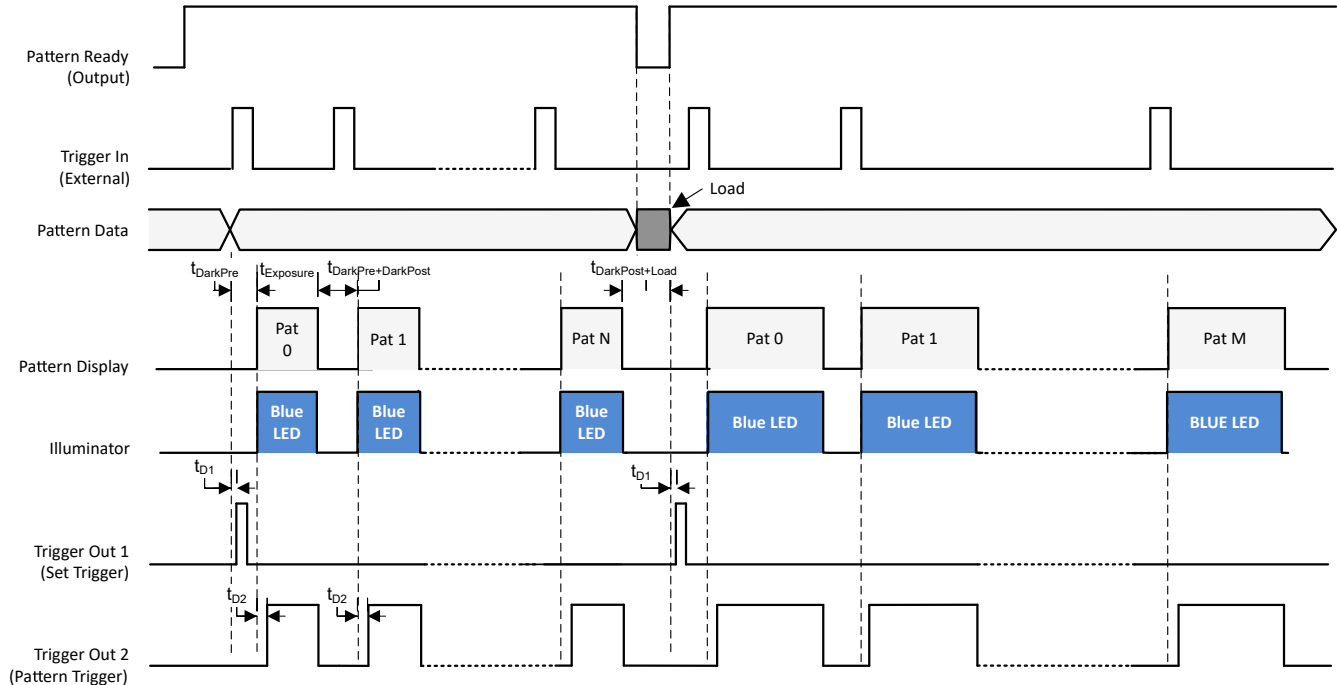 Pattern Ready
(Output)
Trigger In
(External)
Load
Pattern Data
tDarkPre
tExposure
tDarkPre+DarkPost
tDarkPost+Load
Pat
0
Pat 1
Pat N
Pat 0
Pat 1
Pat M
Pattern Display
Blue
LED
Blue
LED
Blue
LED
Blue LED
Blue LED
BLUE LED
Illuminator
tD1
tD1
Trigger Out 1
(Set Trigger)
tD2
tD2
Trigger Out 2
(Pattern Trigger)